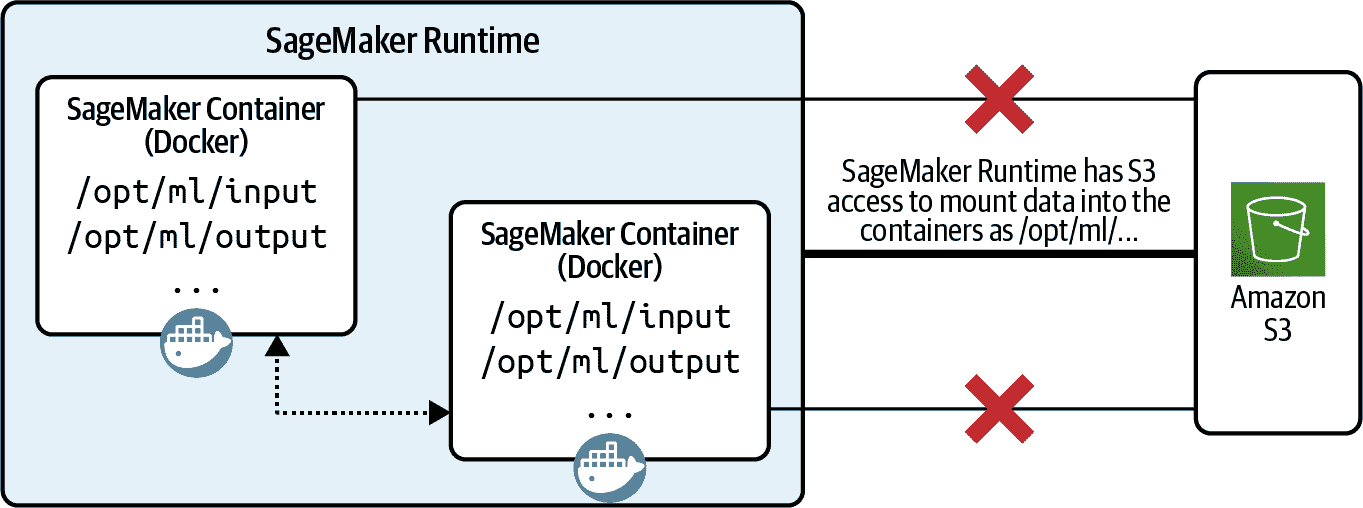 SageMaker Runtime
SageMaker Container
(Docker)
/opt/ml/input
/opt/ml/output
...
SageMaker Container
(Docker)
/opt/ml/input
/opt/ml/output
...
SageMaker Runtime has S3
access to mount data into the
containers as /opt/ml/...
Amazon
S3